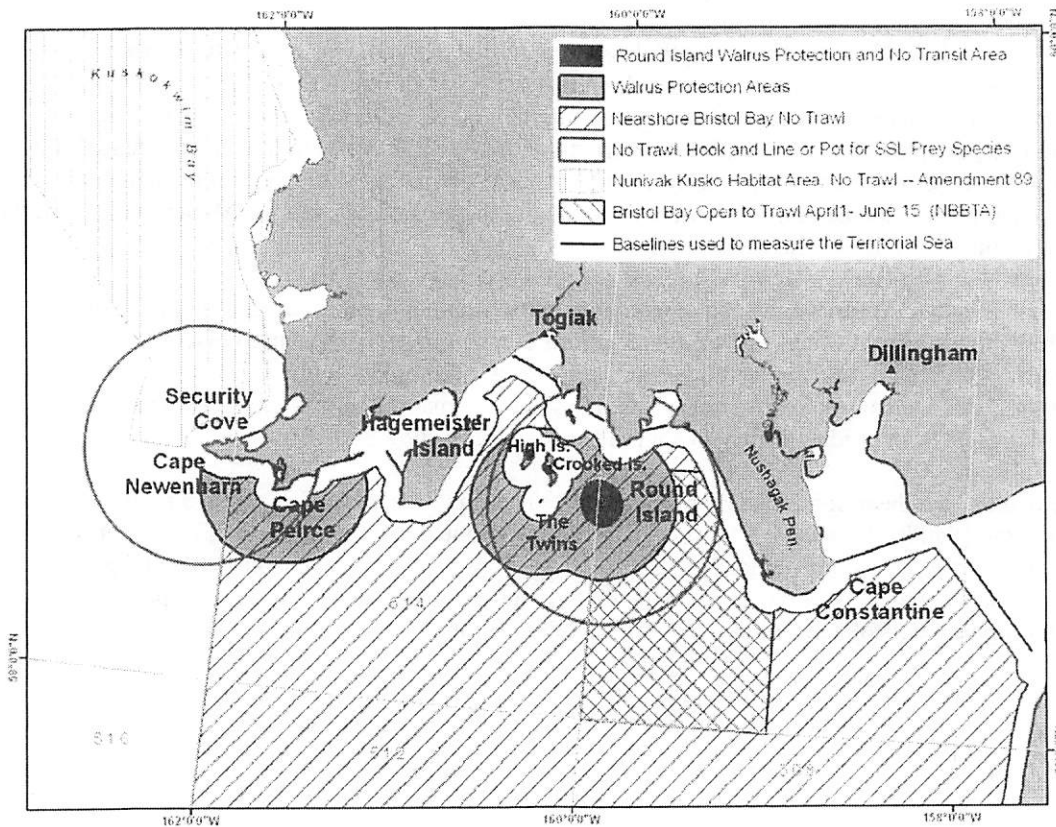 162°0'0"W
160°0'0"W
158°0'0"W
Kuskokwim Bay
Round Island Walrus Protection and No Transit Area
Walrus Protection Areas
Nearshore Bristol Bay No Trawl
No Trawl, Hook and Line or Pot for SSL Prey Species
Nunivak Kusko Habitat Area. No Trawl -- Amendment 89
Bristol Bay Open to Trawl April1- June 15 (NBBTA)
Baselines used to measure the Territorial Sea
Togiak
Dillingham
Security
Cove
Hagemeister
Island
High Is.
Crooked Is.
Cape
Newenham
Cape
Peirce
Round
Island
The
Twins
Nushagak Pen.
Cape
Constantine
514
58°0'0"N
516
512
162°0'0"W
160°0'0"W
158°0'0"W